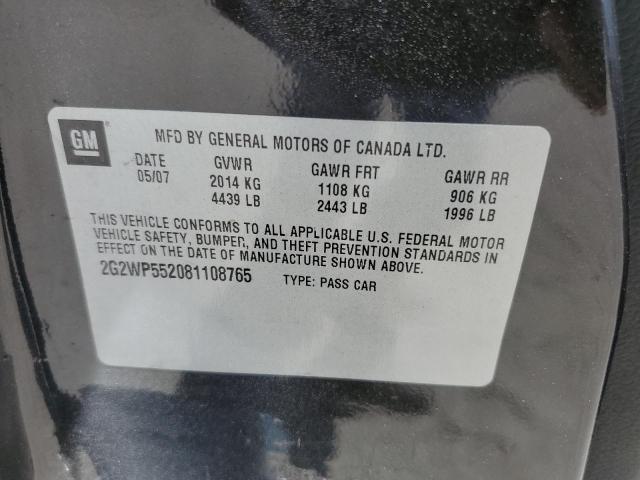 GM MFD BY GENERAL MOTORS OF CANADA LTD.
DATE GVWR GAWR FRT GAWR RR
05/07 2014 KG 1108 KG 906 KG
4439 LB 2443 LB 1996 LB
THIS VEHICLE CONFORMS TO ALL APPLICABLE U.S. FEDERAL MOTOR
VEHICLE SAFETY, BUMPER, AND THEFT PREVENTION STANDARDS IN
EFFECT ON THE DATE OF MANUFACTURE SHOWN ABOVE.
2G2WP552081108765 TYPE: PASS CAR